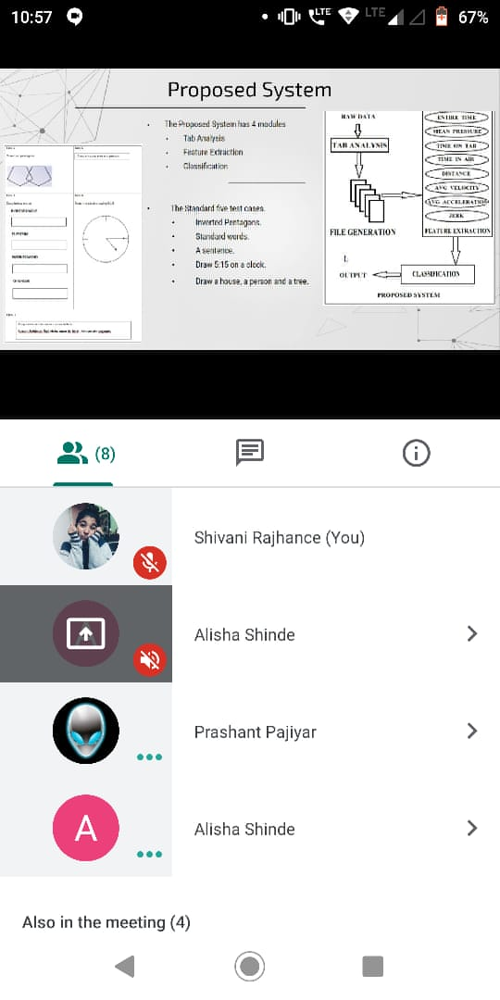 10:57
LTE
LTE
67%
Proposed System
The Proposed System has 4 modules
Tab Analysis
Feature Extraction
Classification
The Standard five test cases.
Inverted Pentagons.
Standard words.
A sentence.
Draw 5:15 on a clock.
Draw a house, a person and a tree.
RAW DATA
TAB ANALYSIS
FILE GENERATION
ENTIRE TIME
MEAN PRESSURE
TIME ON TAB
TIME IN AIR
DISTANCE
AVG VELOCITY
AVG ACCELERATION
JERK
FEATURE EXTRACTION
OUTPUT
CLASSIFICATION
PROPOSED SYSTEM
(8)
Shivani Rajhance (You)
Alisha Shinde
Prashant Pajiyar
A
Alisha Shinde
Also in the meeting (4)